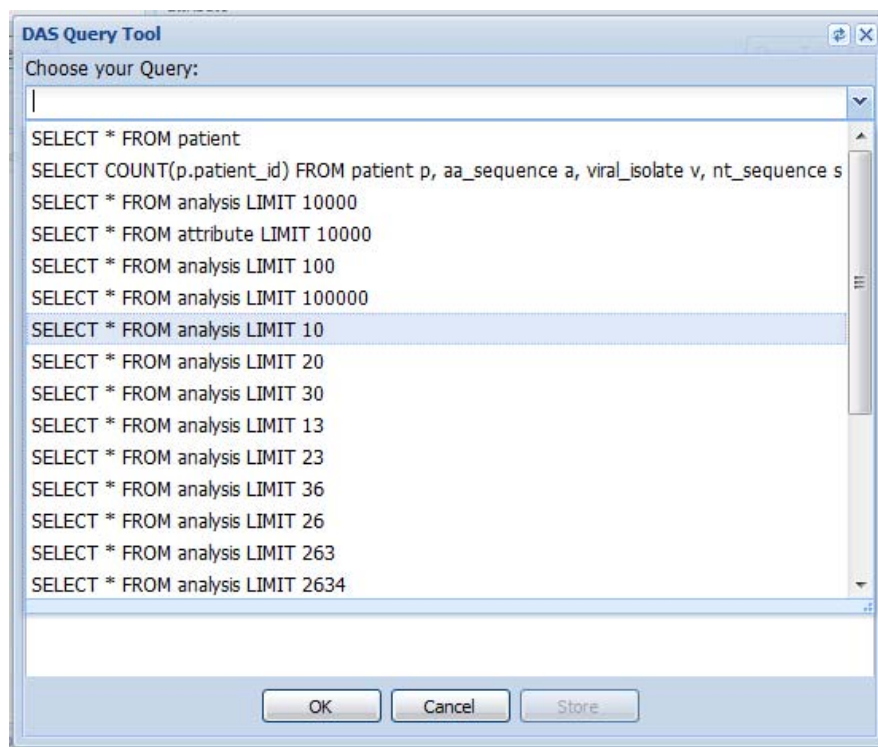 DAS Query Tool
Choose your Query:
SELECT * FROM patient
SELECT COUNT(p.patient_id) FROM patient p, aa_sequence a, viral_isolate v, nt_sequence s
SELECT * FROM analysis LIMIT 10000
SELECT * FROM attribute LIMIT 10000
SELECT * FROM analysis LIMIT 100
SELECT * FROM analysis LIMIT 100000
SELECT * FROM analysis LIMIT 10
SELECT * FROM analysis LIMIT 20
SELECT * FROM analysis LIMIT 30
SELECT * FROM analysis LIMIT 13
SELECT * FROM analysis LIMIT 23
SELECT * FROM analysis LIMIT 36
SELECT * FROM analysis LIMIT 26
SELECT * FROM analysis LIMIT 263
SELECT * FROM analysis LIMIT 2634
OK Cancel Store